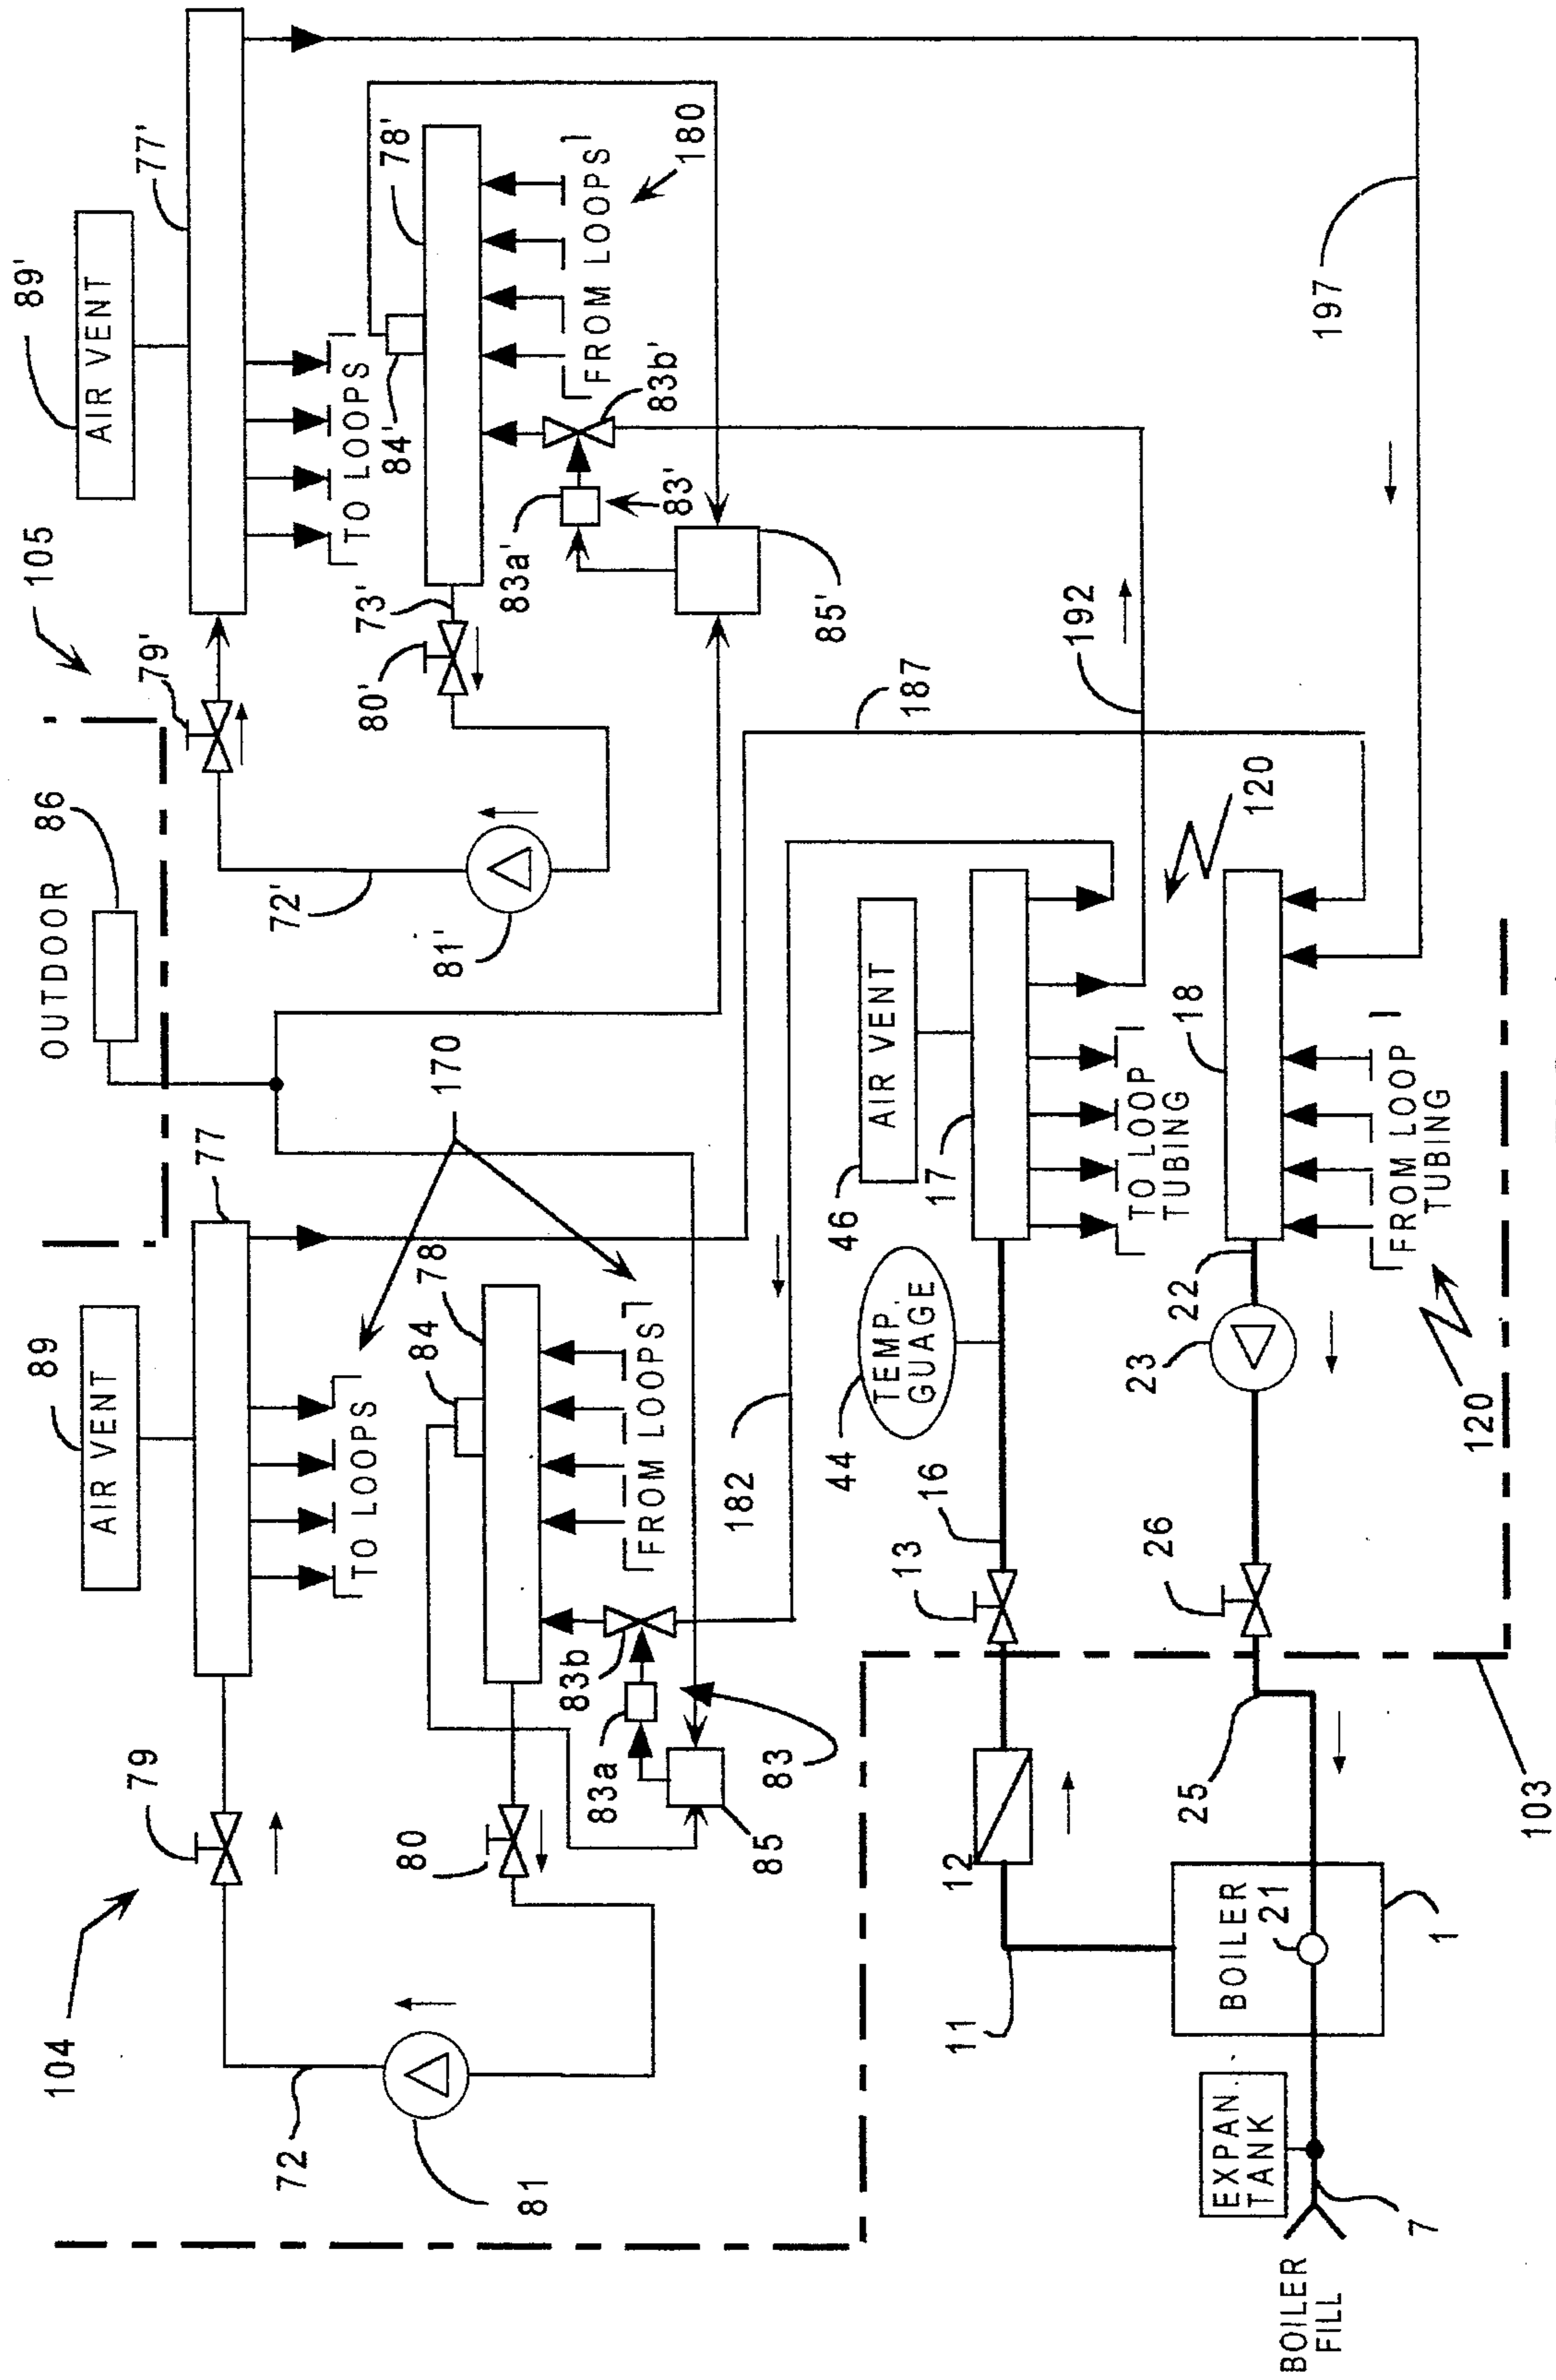 104
79
72
81
89
AIR VENT
77
TO LOOPS
80
78
84
FROM LOOPS
83b
83a
83
85
170
182
OUTDOOR
86
105
79'
72'
81'
89'
AIR VENT
77'
TO LOOPS
73'
80'
78'
84'
FROM LOOPS
180
83b'
83a'
83'
85'
187
192
197
44
TEMP.
GUAGE
46
AIR VENT
17
16
13
12
11
TO LOOP
TUBING
120
18
22
23
26
25
FROM LOOP
TUBING
120
103
BOILER
21
1
EXPAN.
TANK
7
BOILER
FILL